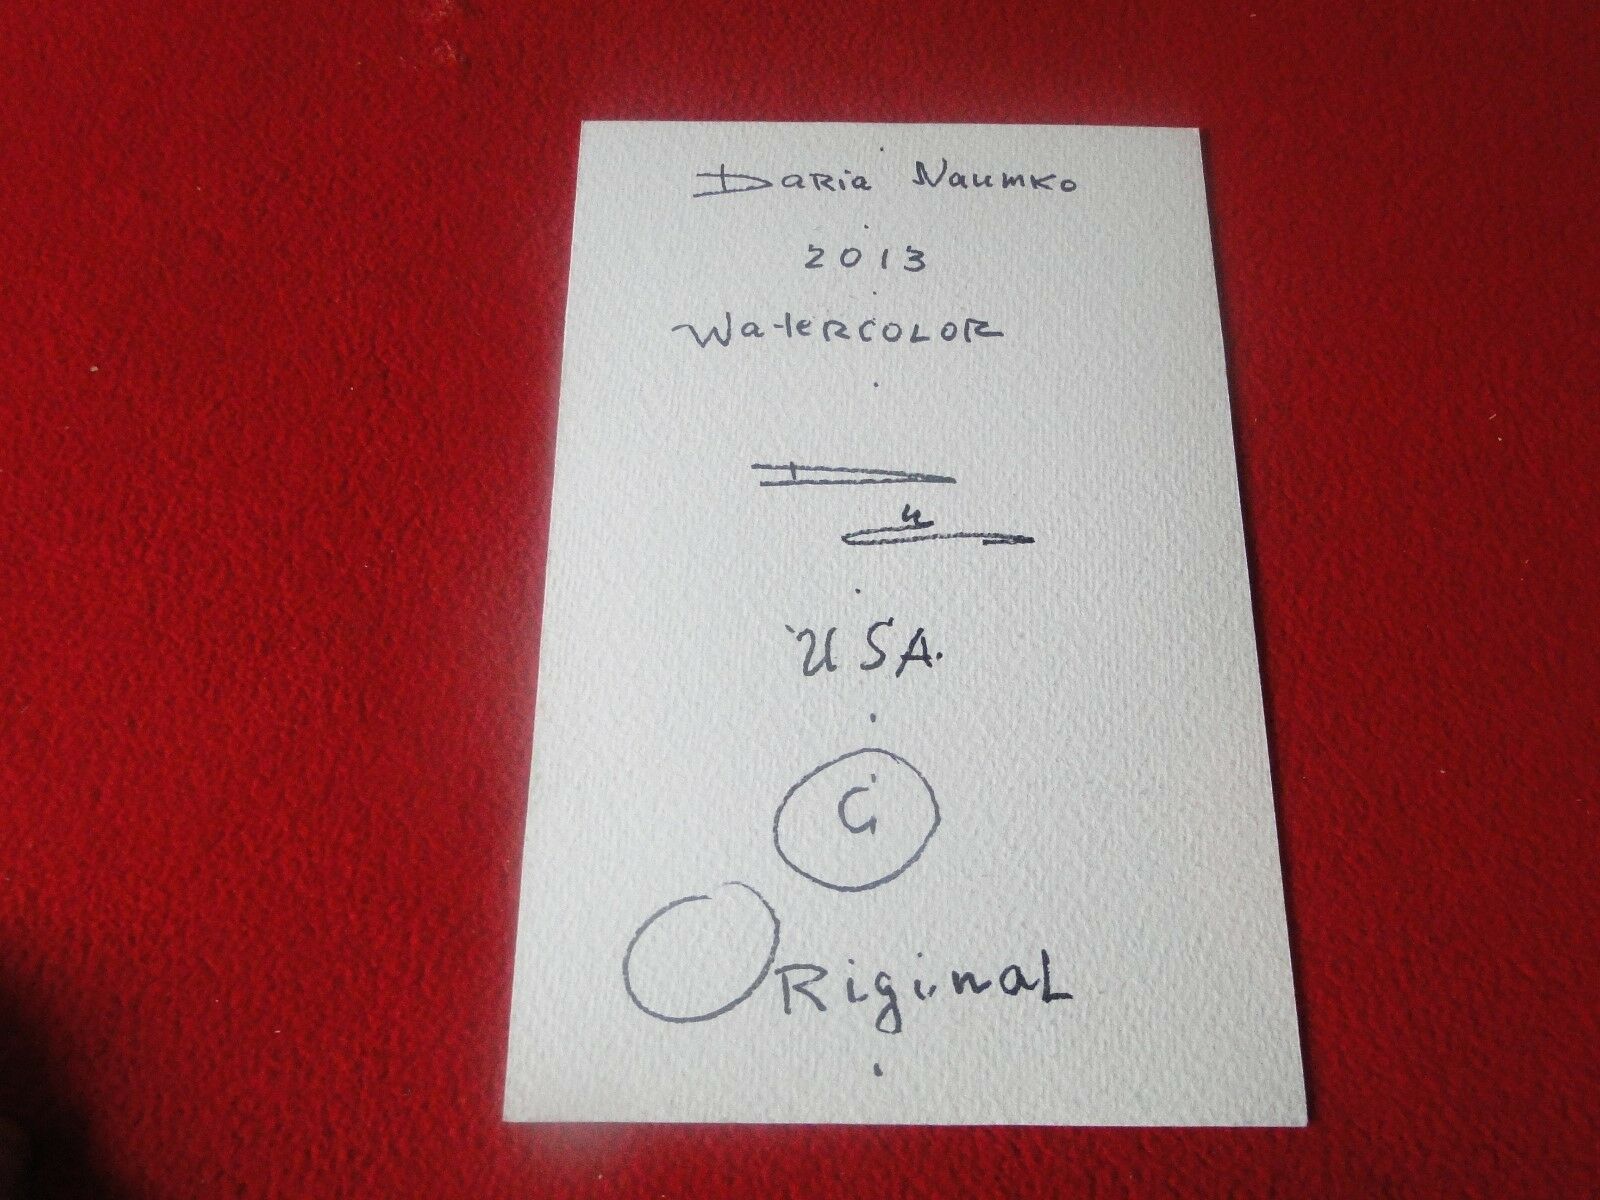 Daria Naumko
2013
Watercolor
USA.
©
Original